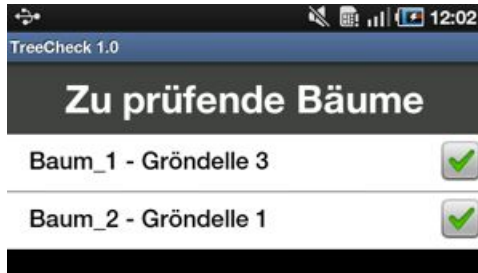 12:02
TreeCheck 1.0
Zu prüfende Bäume
Baum_1 - Gröndelle 3
Baum_2 - Gröndelle 1